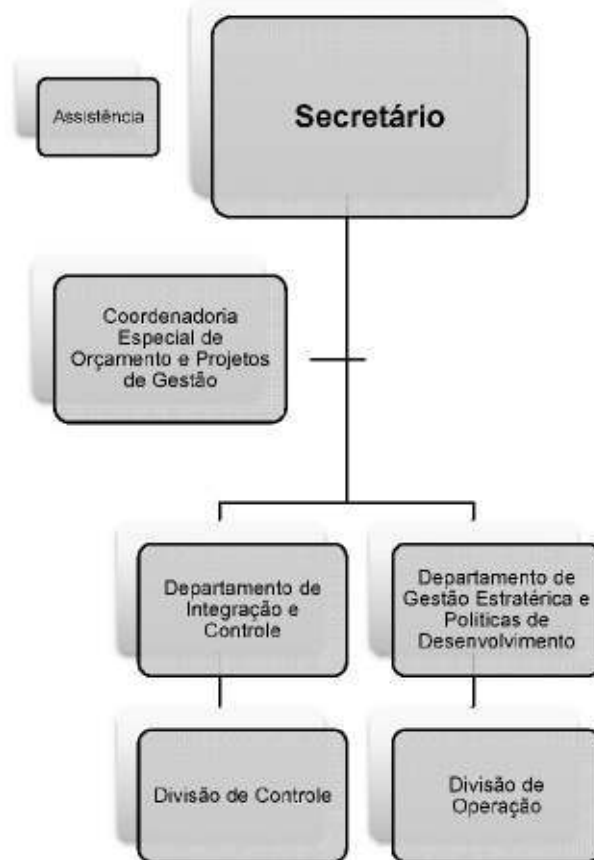 Assistência
Secretário
Coordenadoria
Especial de
Orçamento e Projetos
de Gestão
Departamento de
Integração e
Controle
Departamento de
Gestão Estratérica e
Políticas de
Desenvolvimento
Divisão de Controle
Divisão de
Operação